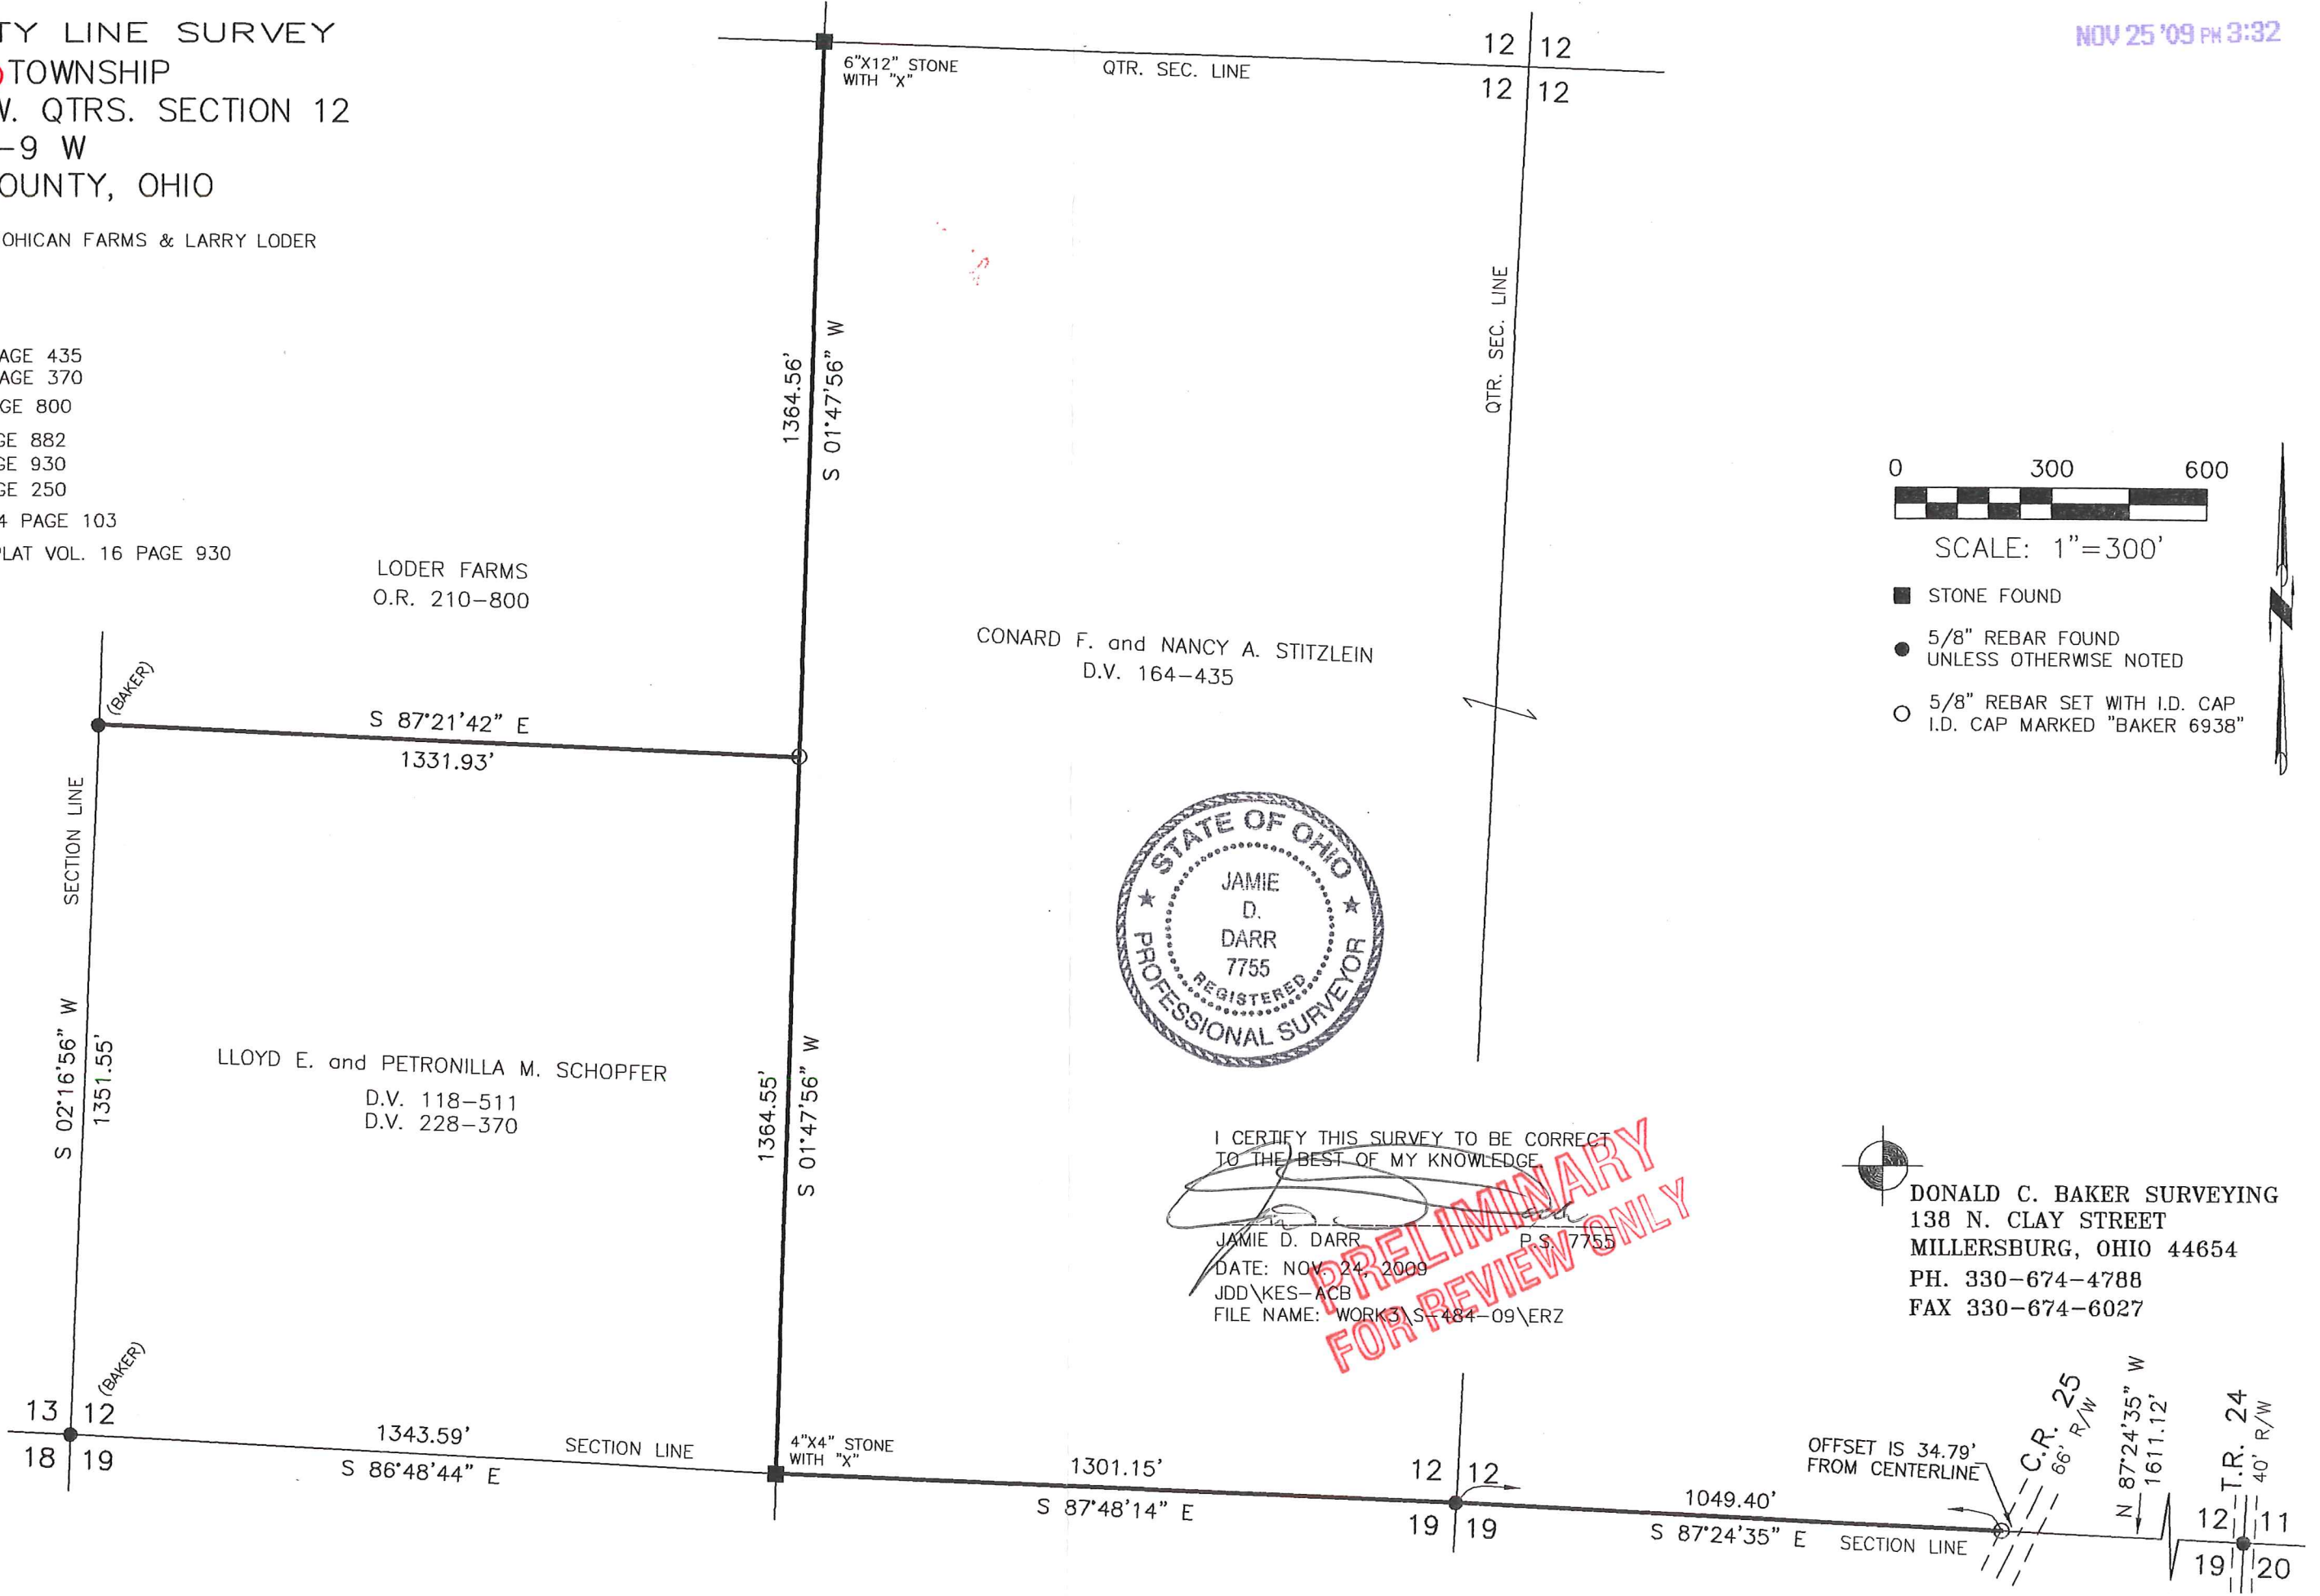 TY LINE SURVEY
TOWNSHIP
W. QTRS. SECTION 12
-9 W
OUNTY, OHIO
OHICAN FARMS & LARRY LODER
AGE 435
AGE 370
GE 800
GE 882
GE 930
GE 250
4 PAGE 103
PLAT VOL. 16 PAGE 930
NOV 25 '09 PM 3:32
6"X12" STONE
WITH "X"
QTR. SEC. LINE
12 12
12 12
1364.56'
S 01°47'56" W
QTR. SEC. LINE
0 300 600
SCALE: 1"=300'
STONE FOUND
5/8" REBAR FOUND
UNLESS OTHERWISE NOTED
5/8" REBAR SET WITH I.D. CAP
I.D. CAP MARKED "BAKER 6938"
LODER FARMS
O.R. 210-800
CONARD F. and NANCY A. STITZLEIN
D.V. 164-435
(BAKER)
S 87°21'42" E
1331.93'
SECTION LINE
S 02°16'56" W
1351.55'
LLOYD E. and PETRONILLA M. SCHOPFER
D.V. 118-511
D.V. 228-370
1364.55'
S 01°47'56" W
STATE OF OHIO
JAMIE
D.
DARR
7755
REGISTERED
PROFESSIONAL SURVEYOR
I CERTIFY THIS SURVEY TO BE CORRECT
TO THE BEST OF MY KNOWLEDGE.
JAMIE D. DARR P.S. 7755
DATE: NOV. 24, 2009
JDD\KES-ACB
FILE NAME: WORK3\S-484-09\ERZ
PRELIMINARY
FOR REVIEW ONLY
DONALD C. BAKER SURVEYING
138 N. CLAY STREET
MILLERSBURG, OHIO 44654
PH. 330-674-4788
FAX 330-674-6027
(BAKER)
13 12
18 19
1343.59'
S 86°48'44" E
SECTION LINE
4"X4" STONE
WITH "X"
1301.15'
S 87°48'14" E
12 12
19 19
1049.40'
S 87°24'35" E
SECTION LINE
OFFSET IS 34.79'
FROM CENTERLINE
C.R. 25
66' R/W
N 87°24'35" W
1611.12'
T.R. 24
40' R/W
12 11
19 20